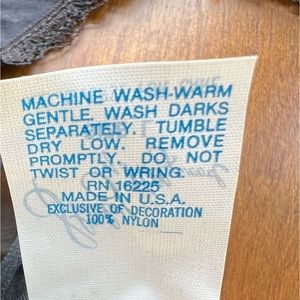 MACHINE WASH-WARM
GENTLE. WASH DARKS
SEPARATELY. TUMBLE
DRY LOW. REMOVE
PROMPTLY. DO NOT
TWIST OR WRING.
RN 16225
MADE IN U.S.A.
EXCLUSIVE OF DECORATION
100% NYLON